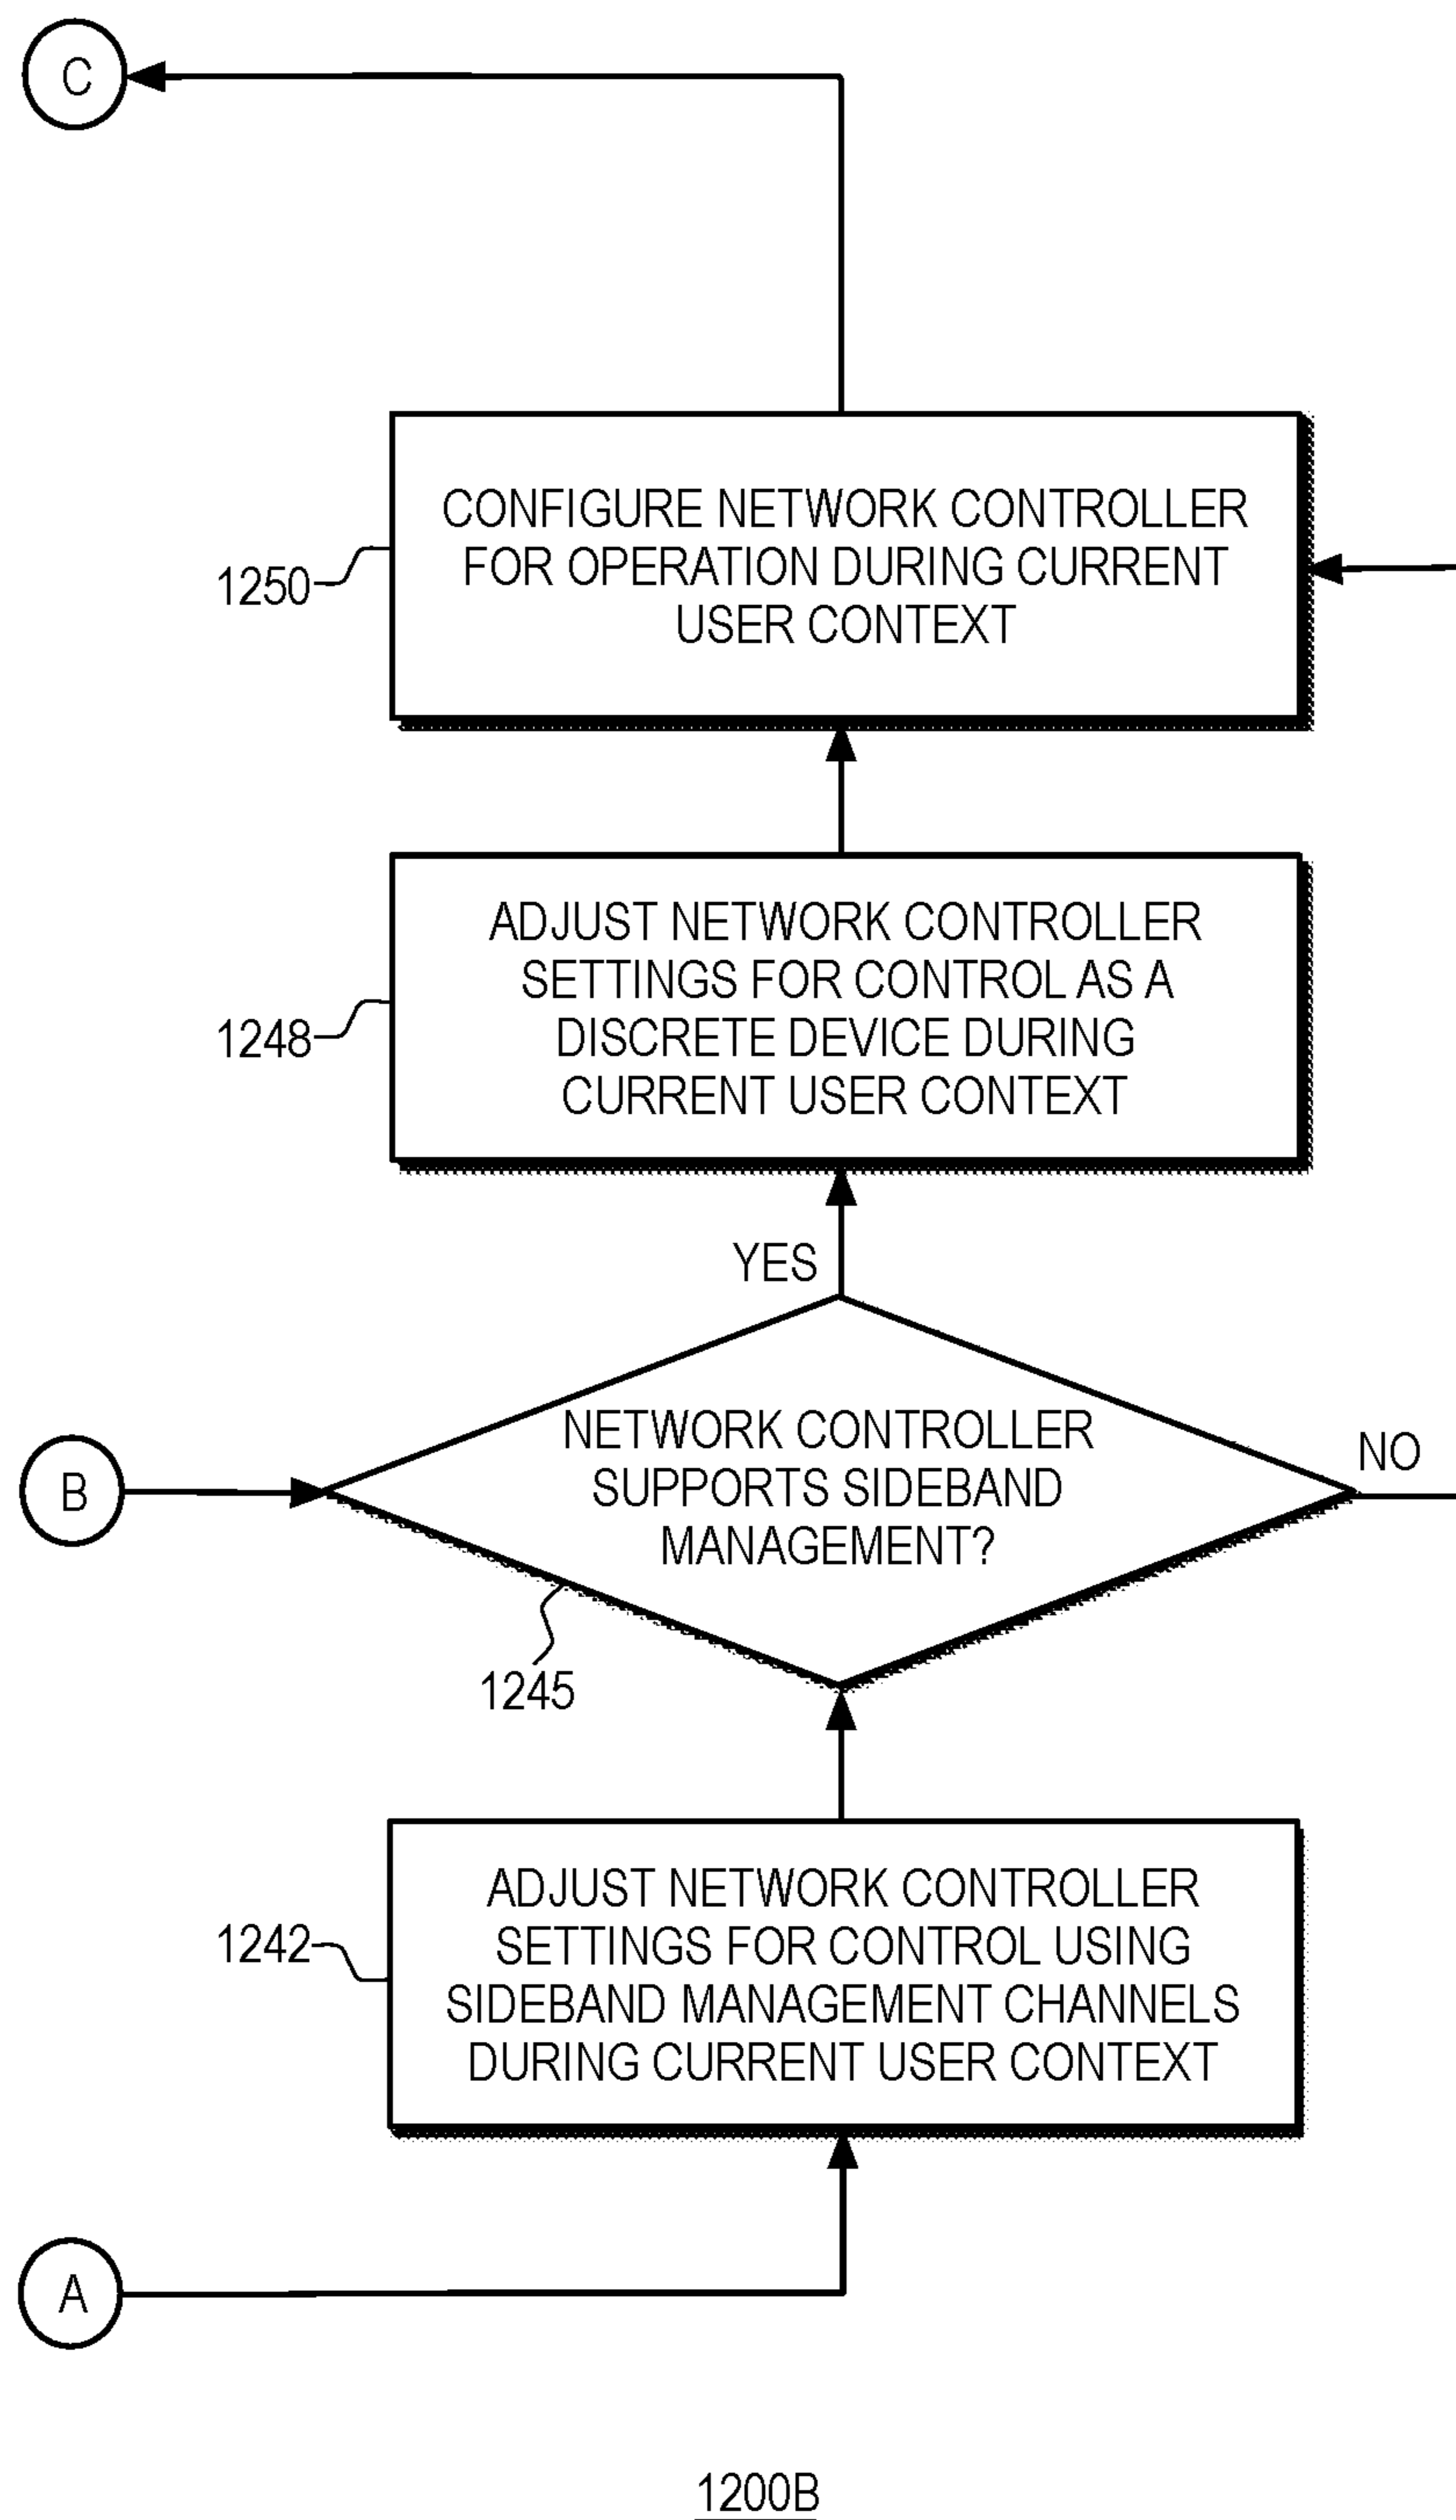 C
CONFIGURE NETWORK CONTROLLER
FOR OPERATION DURING CURRENT
USER CONTEXT
1250
ADJUST NETWORK CONTROLLER
SETTINGS FOR CONTROL AS A
DISCRETE DEVICE DURING
CURRENT USER CONTEXT
1248
YES
NETWORK CONTROLLER
SUPPORTS SIDEBAND
MANAGEMENT?
NO
B
1245
ADJUST NETWORK CONTROLLER
SETTINGS FOR CONTROL USING
SIDEBAND MANAGEMENT CHANNELS
DURING CURRENT USER CONTEXT
1242
A
1200B